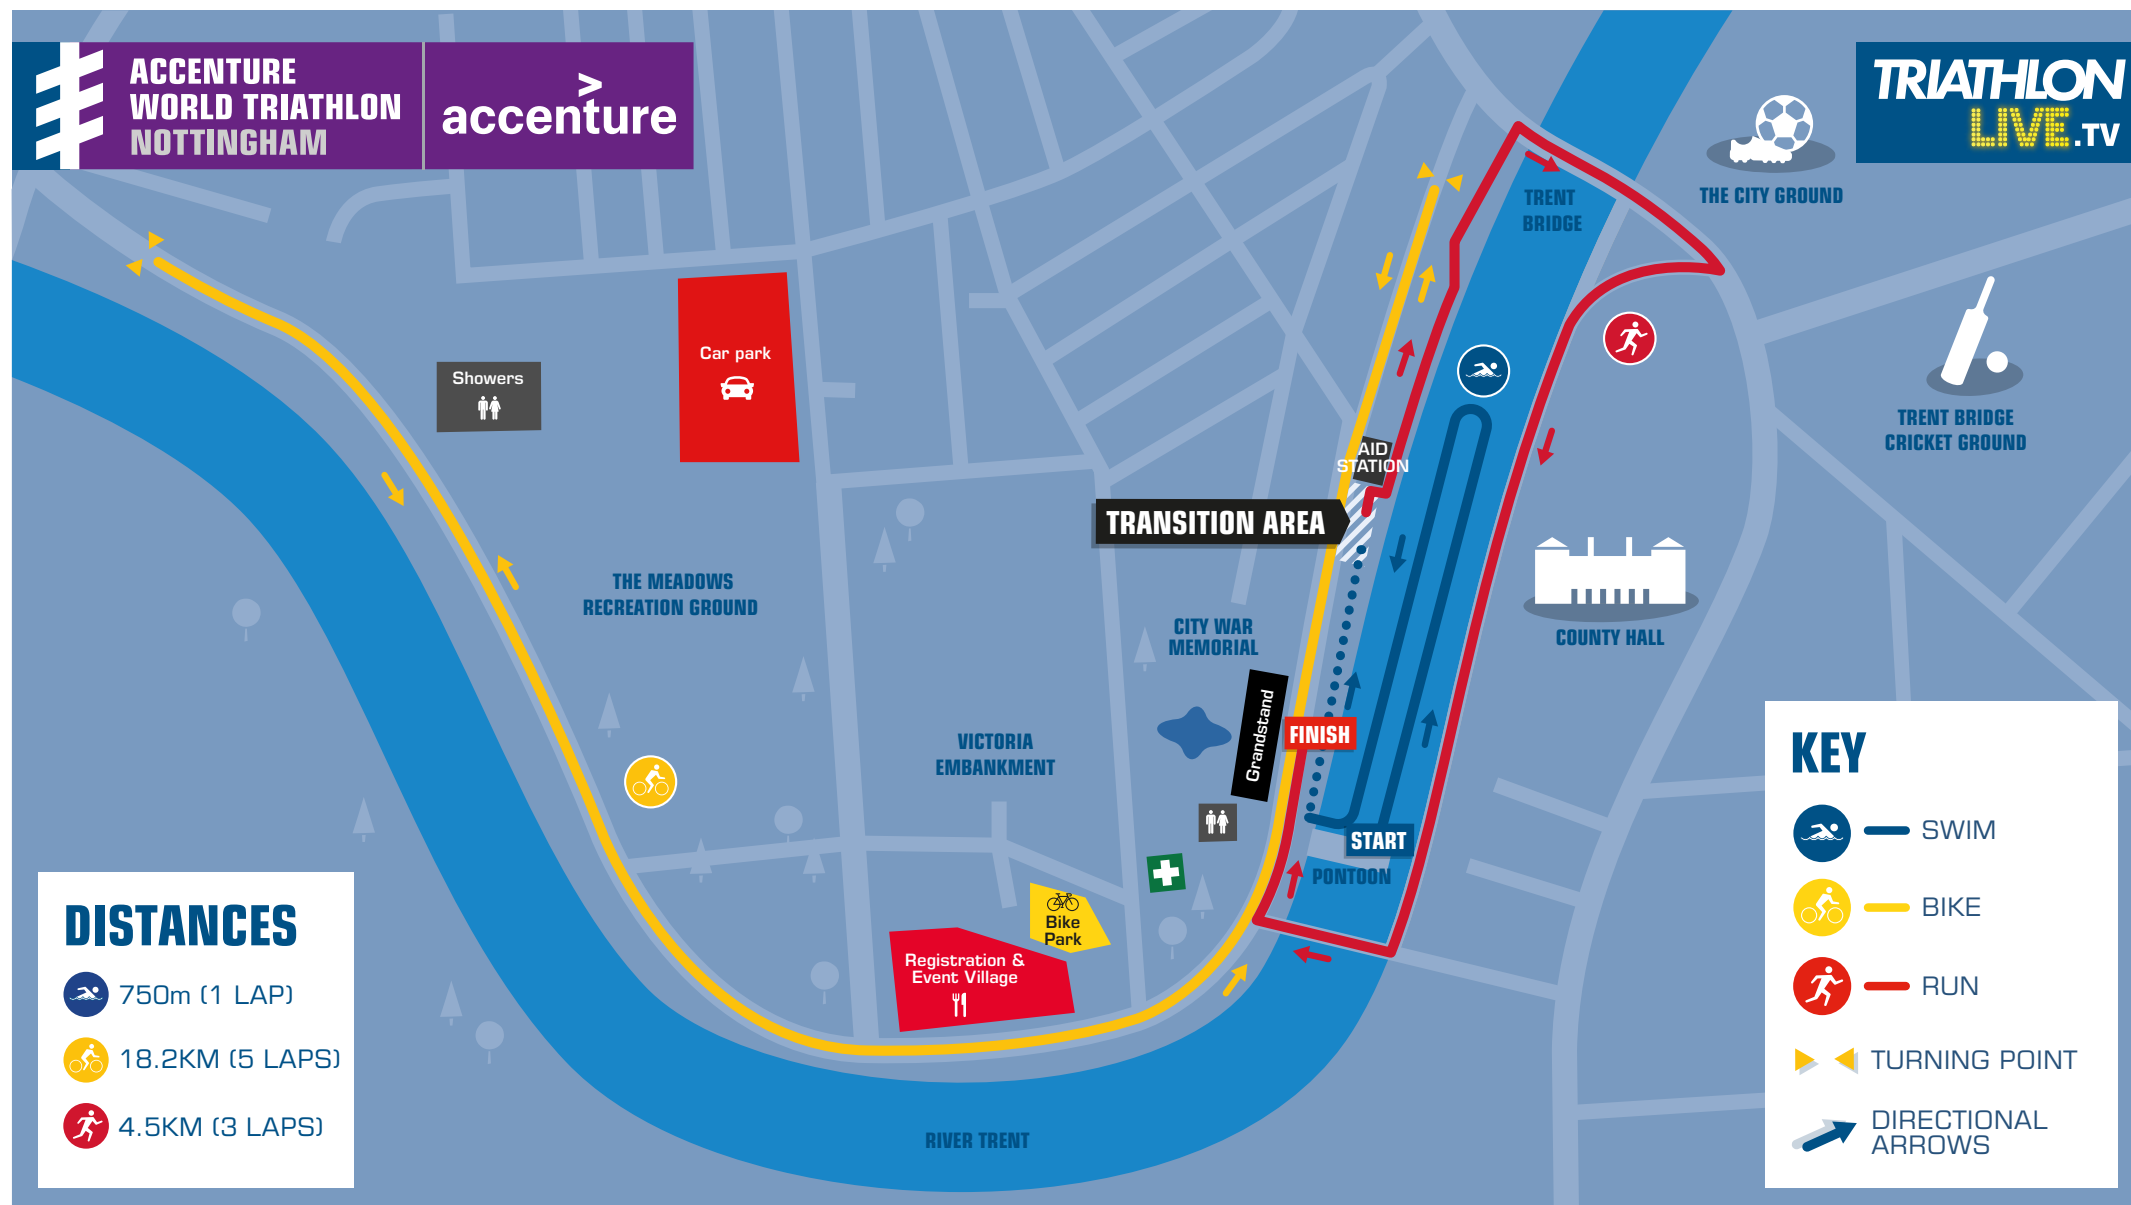 ACCENTURE
WORLD TRIATHLON
NOTTINGHAM
>
accenture
TRIATHLON
LIVE.TV
THE CITY GROUND
TRENT
BRIDGE
TRENT BRIDGE
CRICKET GROUND
Car park
Showers
AID
STATION
TRANSITION AREA
THE MEADOWS
RECREATION GROUND
CITY WAR
MEMORIAL
COUNTY HALL
Grandstand
FINISH
VICTORIA
EMBANKMENT
START
PONTOON
Bike
Park
Registration &
Event Village
RIVER TRENT
DISTANCES
750m (1 LAP)
18.2KM (5 LAPS)
4.5KM (3 LAPS)
KEY
SWIM
BIKE
RUN
TURNING POINT
DIRECTIONAL
ARROWS